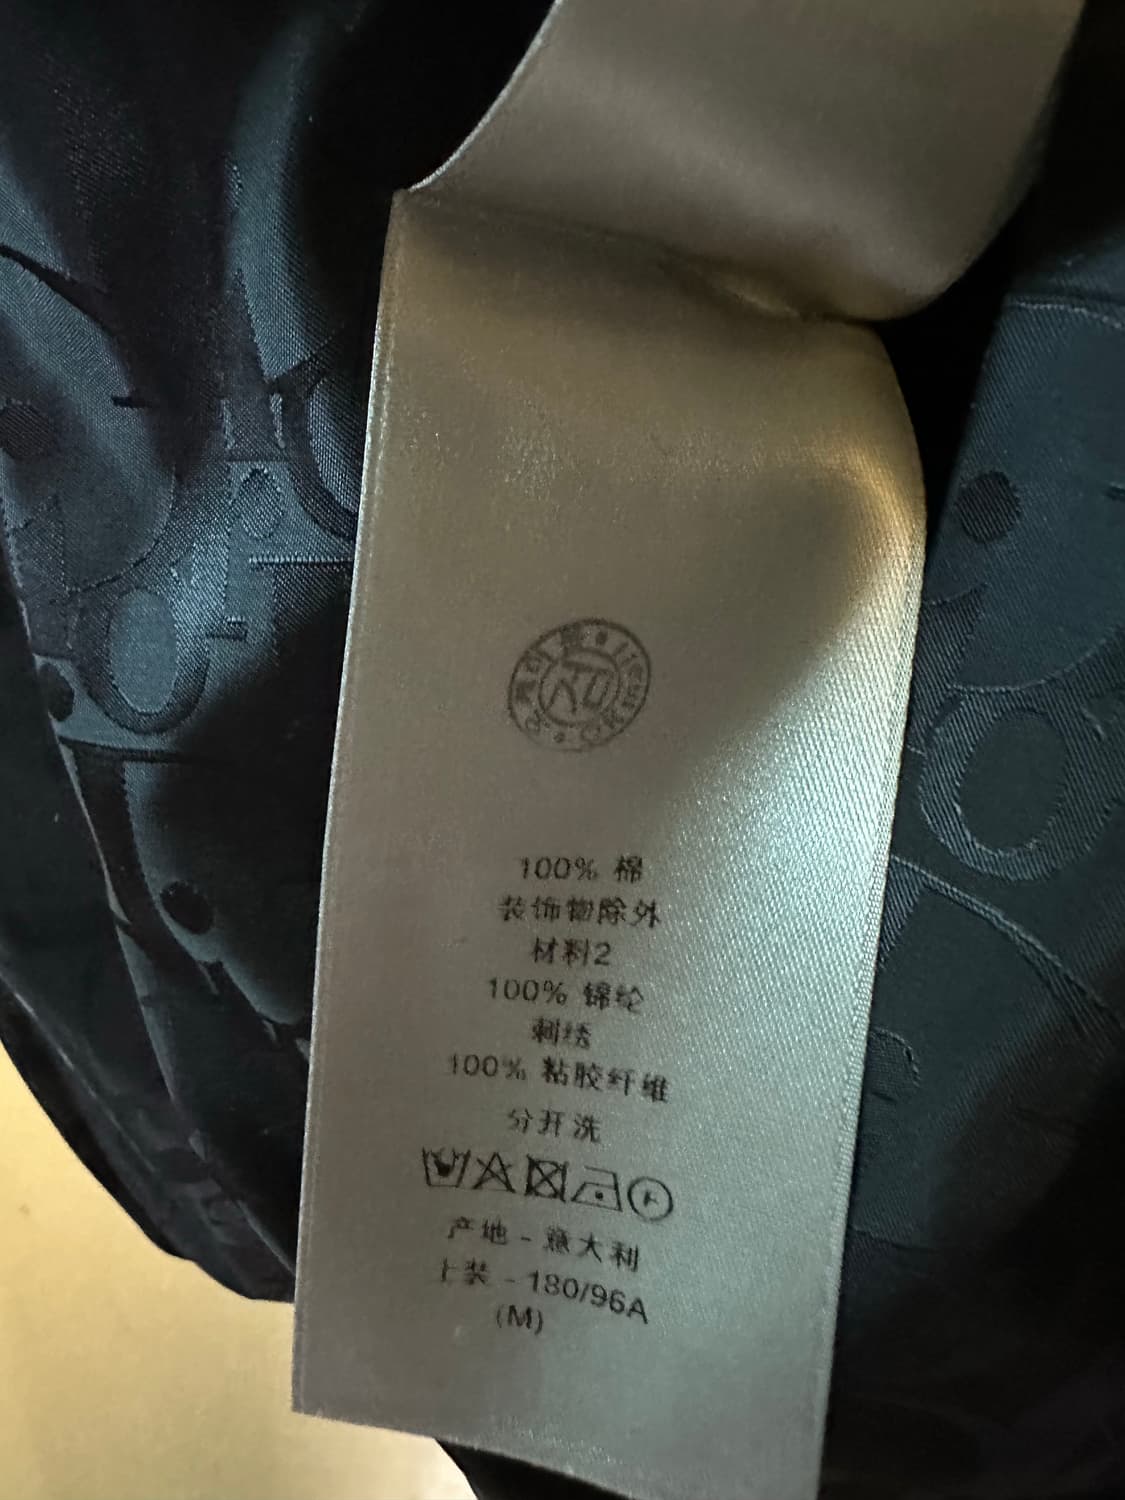 100% 棉
装饰物除外
材料2
100% 锦纶
刺绣
100% 粘胶纤维
分开洗
产地 - 意大利
上装 - 180/96A
(M)